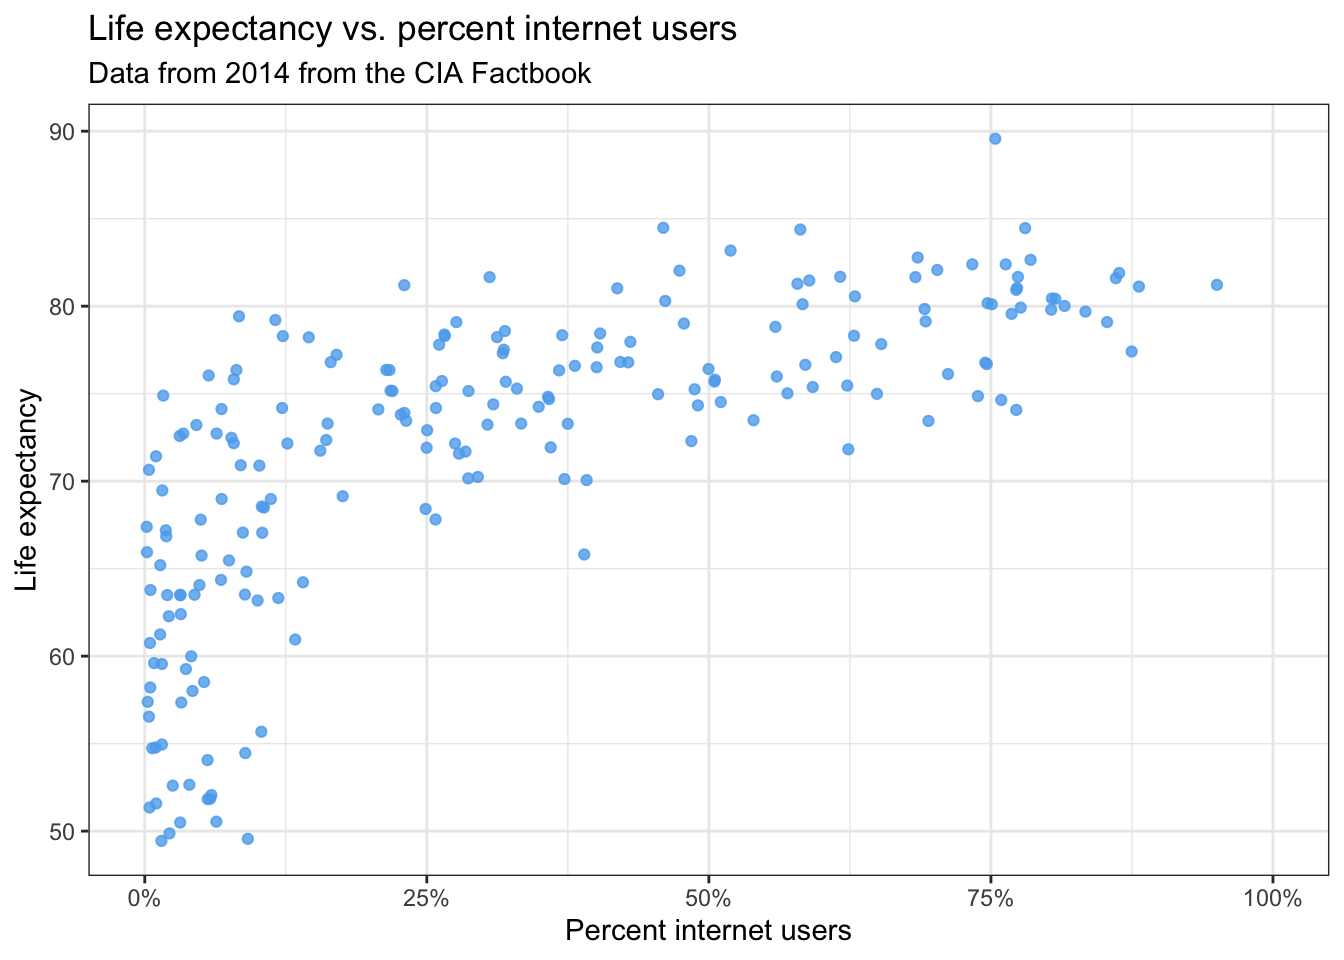 Life expectancy vs. percent internet users
Data from 2014 from the CIA Factbook
90
80
70
60
50
Life expectancy
0% 25% 50% 75% 100%
Percent internet users